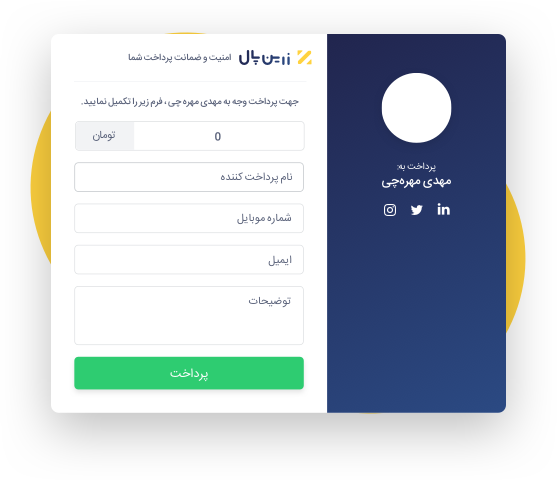 زرین پال امنیت و ضمانت پرداخت شما
جهت پرداخت وجه به مهدی مهره چی ، فرم زیر را تکمیل نمایید.
0 تومان
نام پرداخت کننده
شماره موبایل
ایمیل
توضیحات
پرداخت
پرداخت به:
مهدی مهره‌چی
in